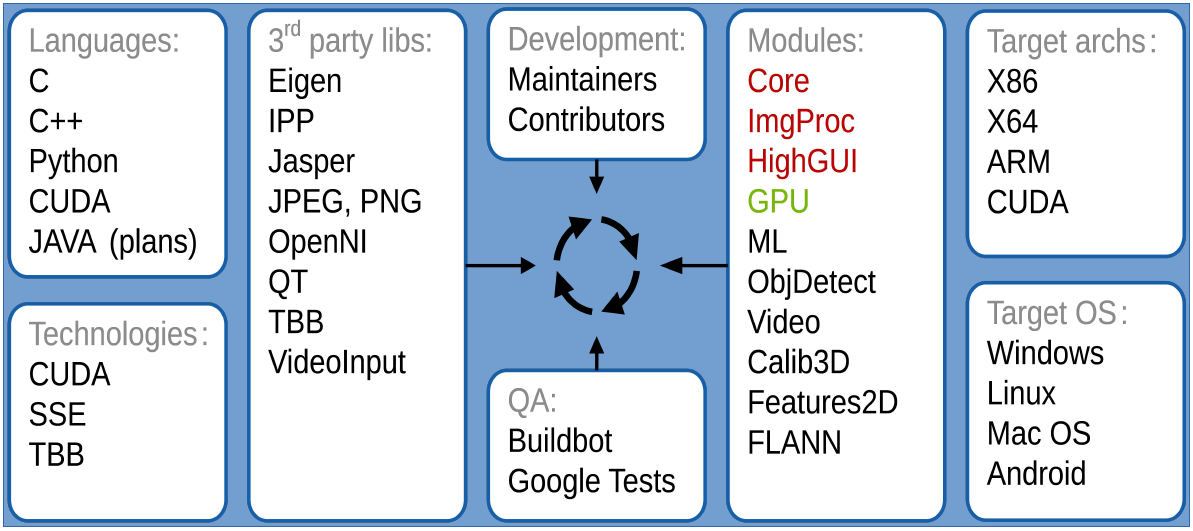 Languages:
C
C++
Python
CUDA
JAVA (plans)
Technologies:
CUDA
SSE
TBB
3rd party libs:
Eigen
IPP
Jasper
JPEG, PNG
OpenNI
QT
TBB
VideoInput
Development:
Maintainers
Contributors
QA:
Buildbot
Google Tests
Modules:
Core
ImgProc
HighGUI
GPU
ML
ObjDetect
Video
Calib3D
Features2D
FLANN
Target archs:
X86
X64
ARM
CUDA
Target OS:
Windows
Linux
Mac OS
Android